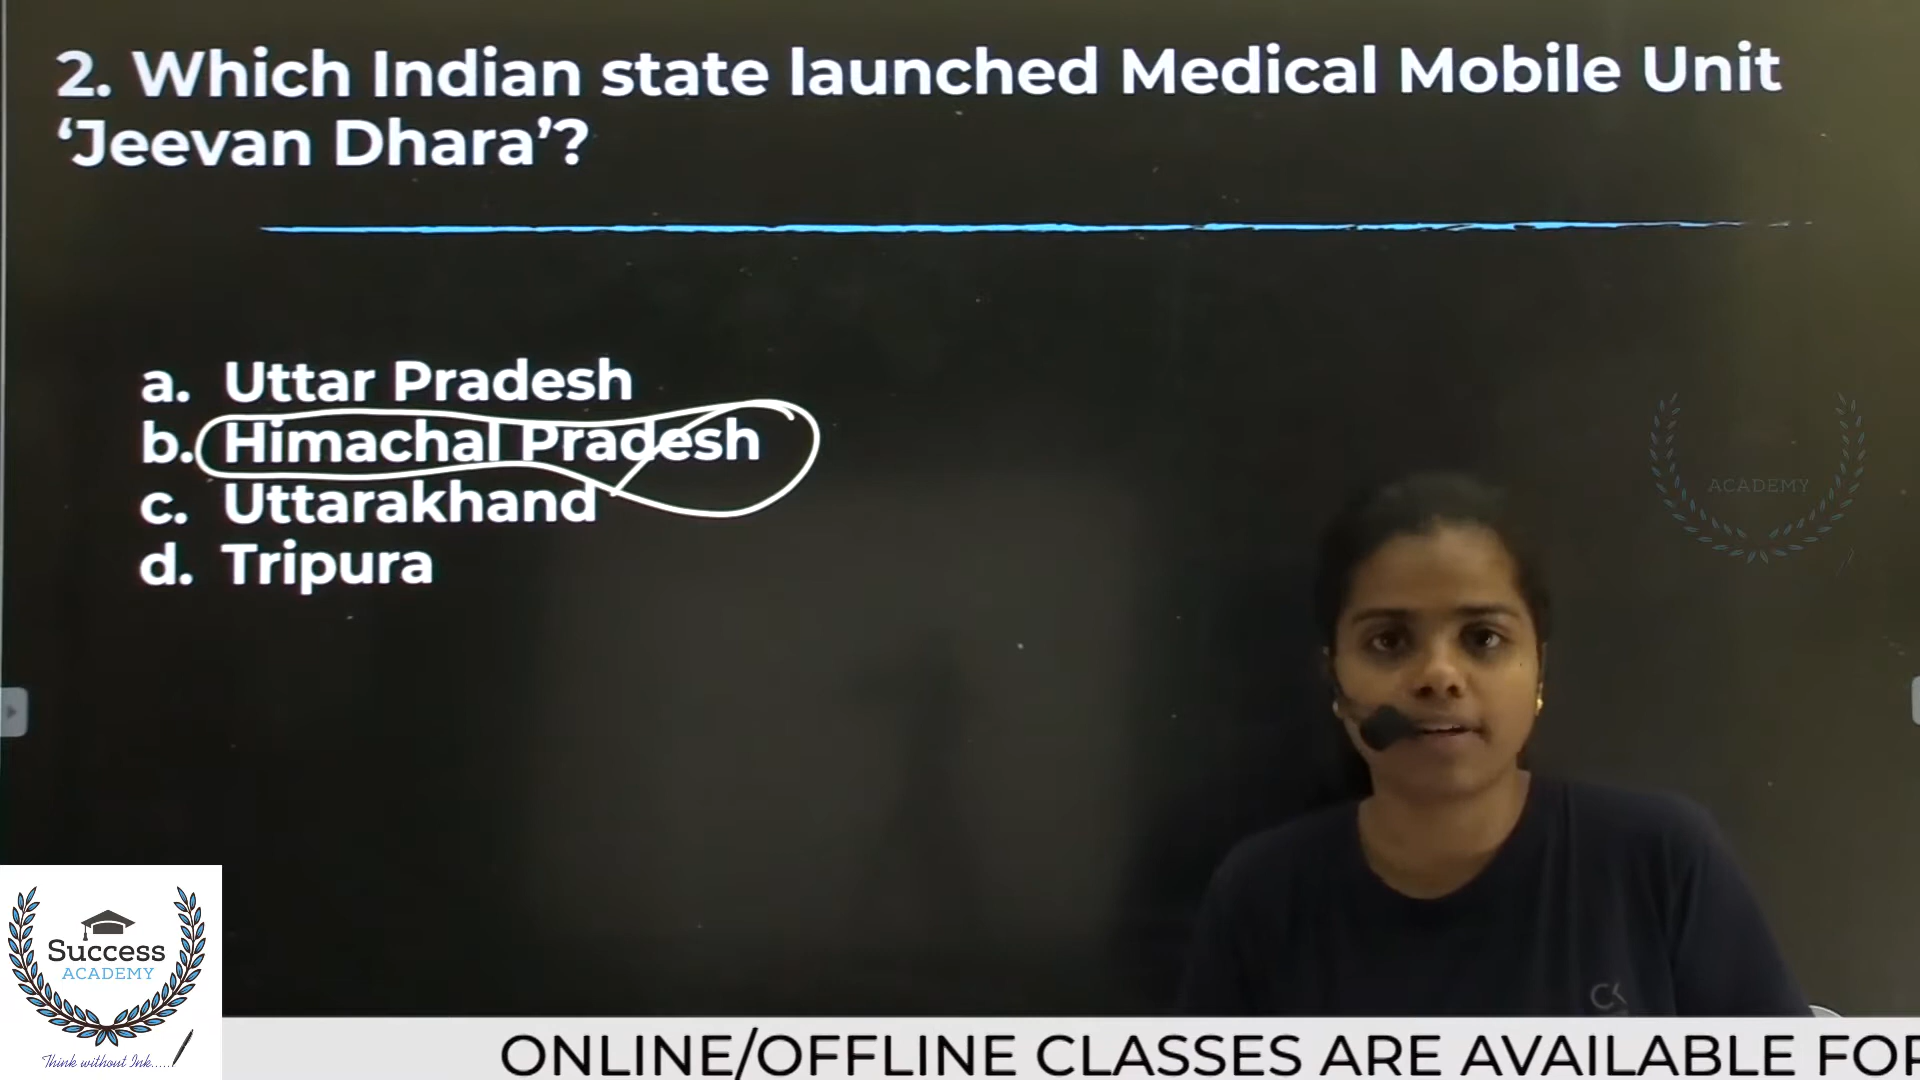 2. Which Indian state launched Medical Mobile Unit
‘Jeevan Dhara’?
a. Uttar Pradesh
b. Himachal Pradesh
c. Uttarakhand
d. Tripura
ACADEMY
CK
Success
ACADEMY
Think without Ink.....
ONLINE/OFFLINE CLASSES ARE AVAILABLE FOR